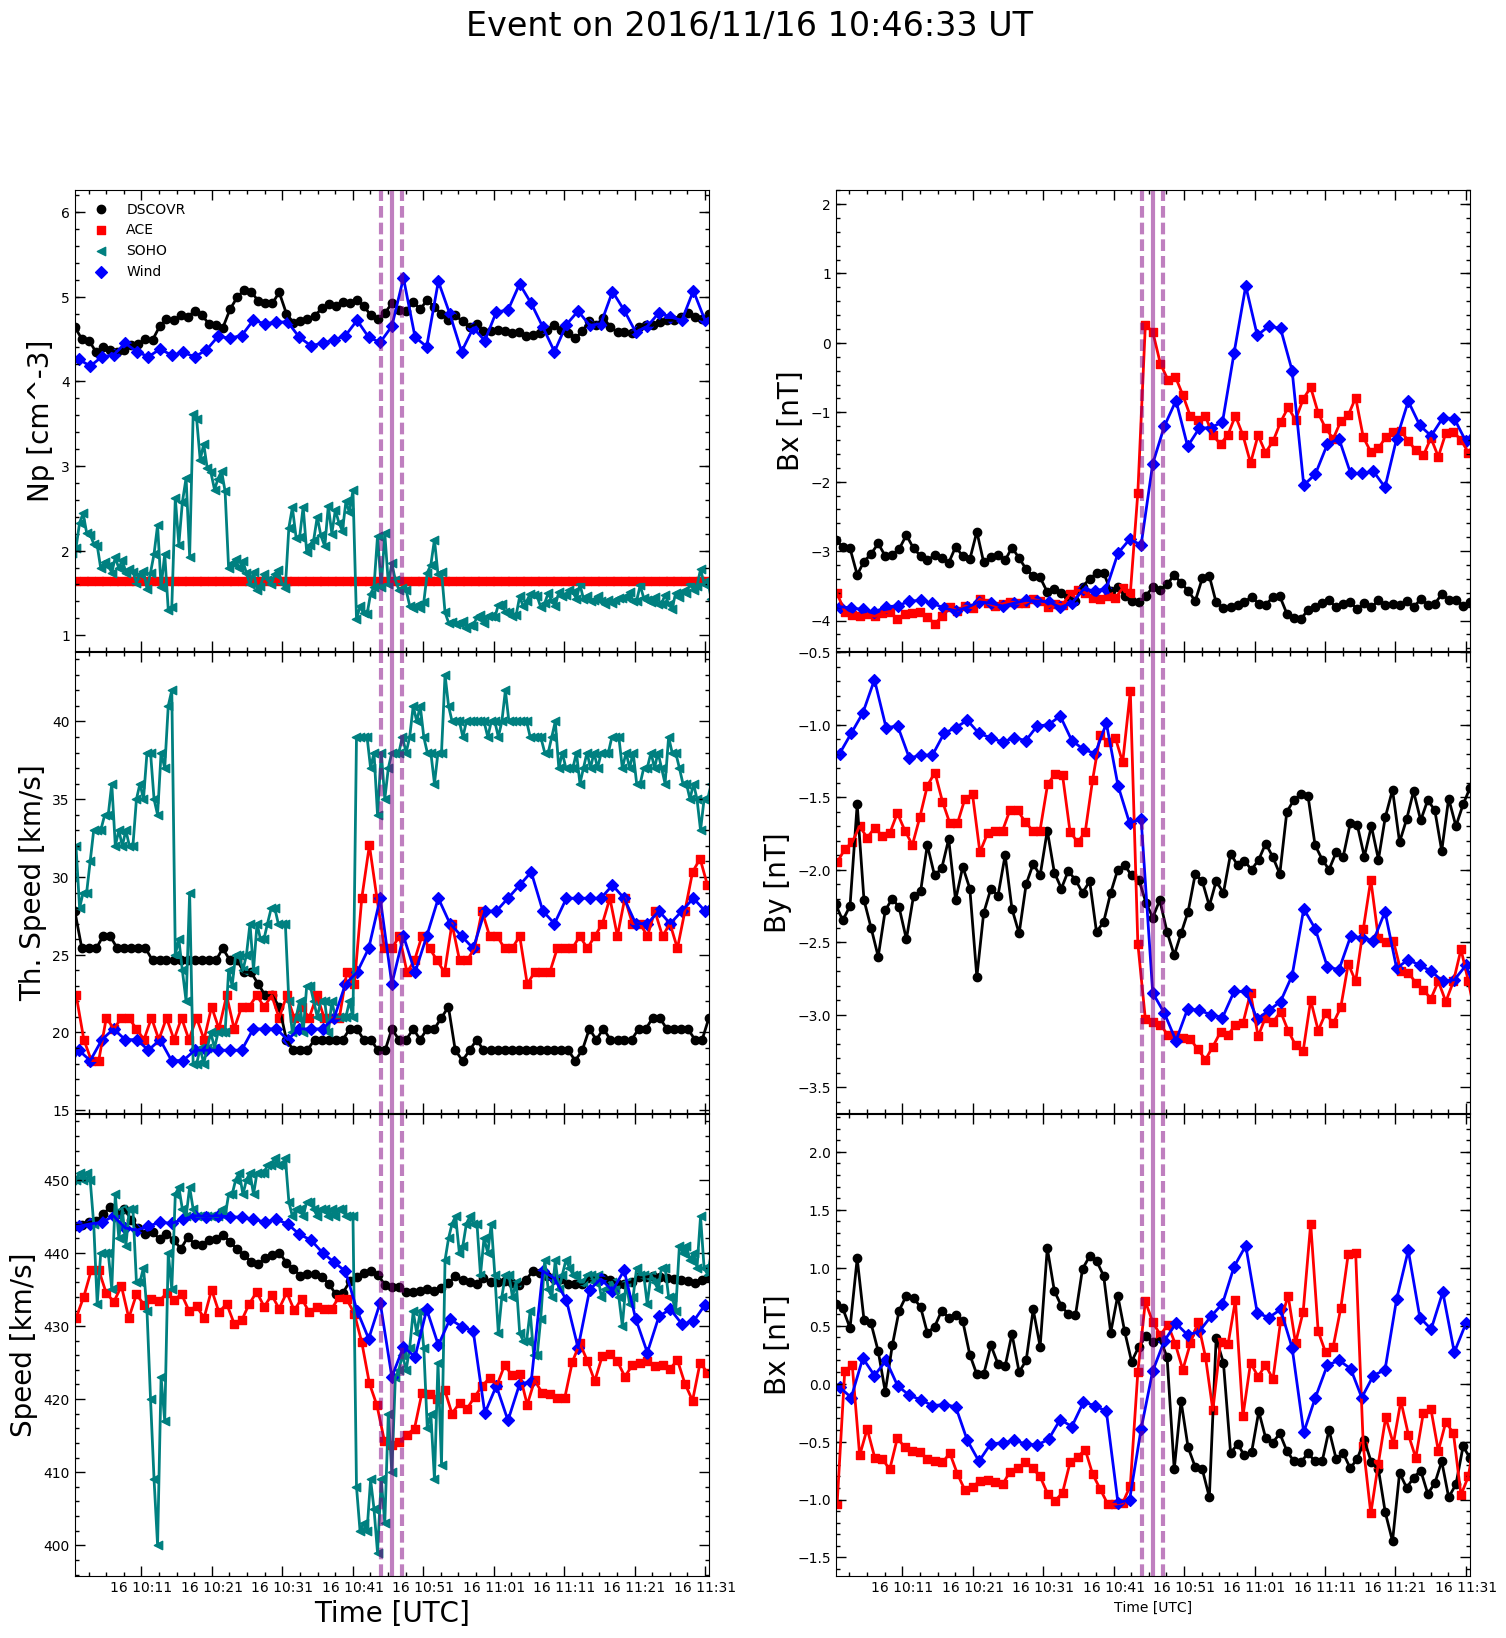 Event on 2016/11/16 10:46:33 UT
DSCOVR
ACE
SOHO
Wind
Np [cm^-3]
6
5
4
3
2
1
Th. Speed [km/s]
40
35
30
25
20
15
Speed [km/s]
450
440
430
420
410
400
16 10:11 16 10:21 16 10:31 16 10:41 16 10:51 16 11:01 16 11:11 16 11:21 16 11:31
Time [UTC]
Bx [nT]
2
1
0
−1
−2
−3
−4
By [nT]
−0.5
−1.0
−1.5
−2.0
−2.5
−3.0
−3.5
Bx [nT]
2.0
1.5
1.0
0.5
0.0
−0.5
−1.0
−1.5
16 10:11 16 10:21 16 10:31 16 10:41 16 10:51 16 11:01 16 11:11 16 11:21 16 11:31
Time [UTC]